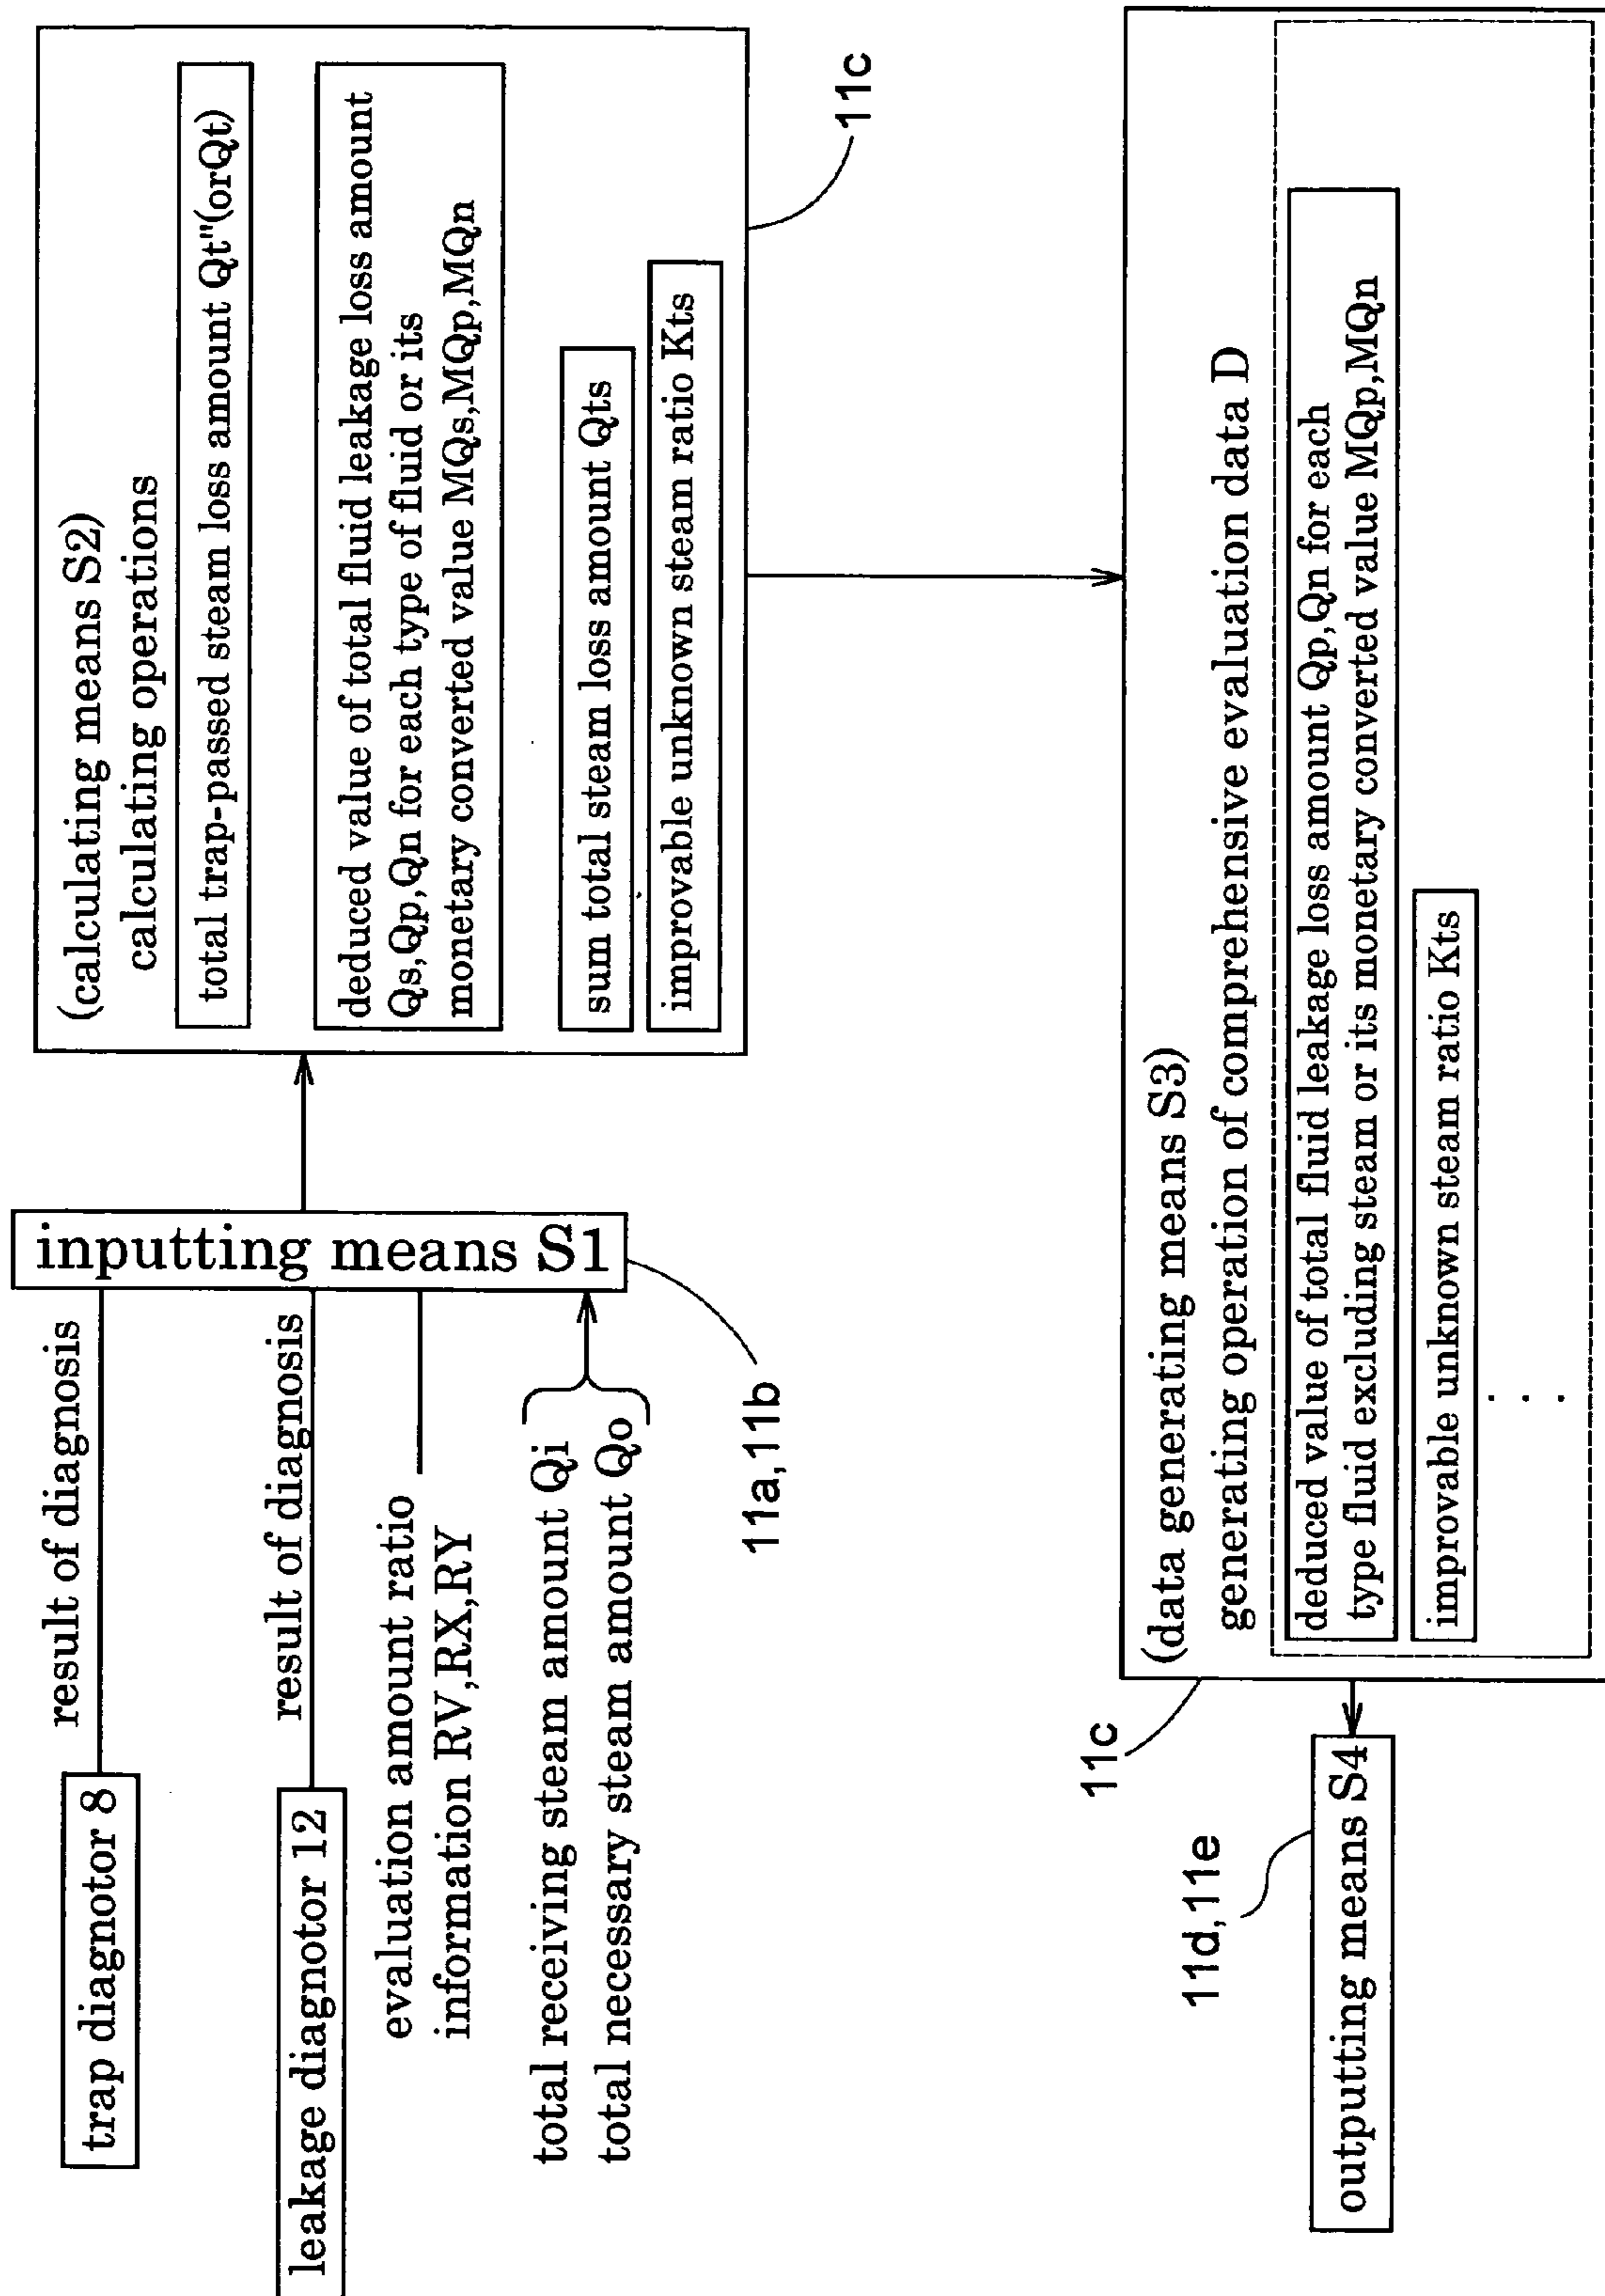 trap diagnotor 8
result of diagnosis
leakage diagnotor 12
result of diagnosis
evaluation amount ratio
information RV,RX,RY
total receiving steam amount Qi
total necessary steam amount Qo
inputting means S1
11a,11b
(calculating means S2)
calculating operations
total trap-passed steam loss amount Qt"(orQt)
deduced value of total fluid leakage loss amount
Qs,Qp,Qn for each type of fluid or its
monetary converted value MQs,MQp,MQn
sum total steam loss amount Qts
improvable unknown steam ratio Kts
11c
(data generating means S3)
generating operation of comprehensive evaluation data D
deduced value of total fluid leakage loss amount Qp,Qn for each
type fluid excluding steam or its monetary converted value MQp,MQn
improvable unknown steam ratio Kts
. . .
11c
outputting means S4
11d,11e